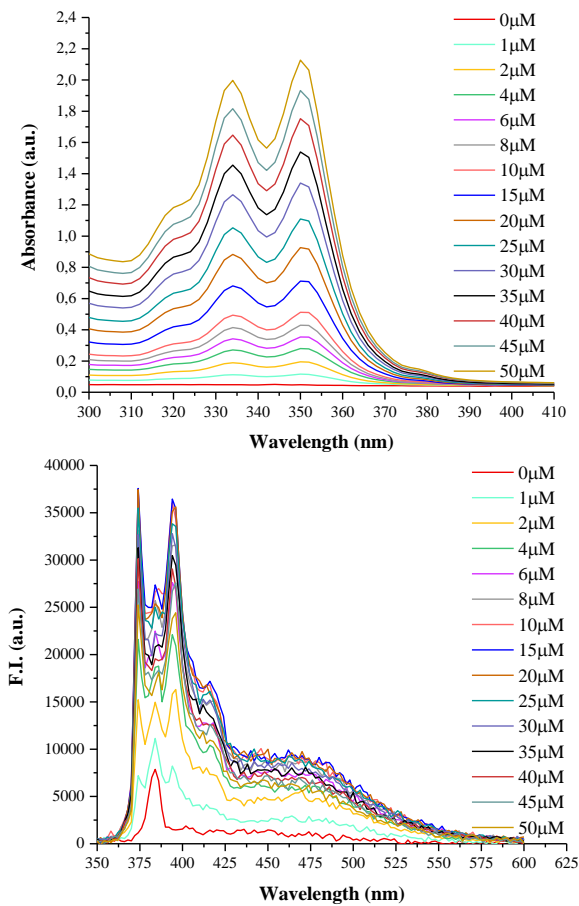 2,4
2,2
2,0
1,8
1,6
1,4
1,2
1,0
0,8
0,6
0,4
0,2
0,0
Absorbance (a.u.)
300 310 320 330 340 350 360 370 380 390 400 410
Wavelength (nm)
0µM
1µM
2µM
4µM
6µM
8µM
10µM
15µM
20µM
25µM
30µM
35µM
40µM
45µM
50µM
40000
35000
30000
25000
20000
15000
10000
5000
0
F.I. (a.u.)
350 375 400 425 450 475 500 525 550 575 600 625
Wavelength (nm)
0µM
1µM
2µM
4µM
6µM
8µM
10µM
15µM
20µM
25µM
30µM
35µM
40µM
45µM
50µM